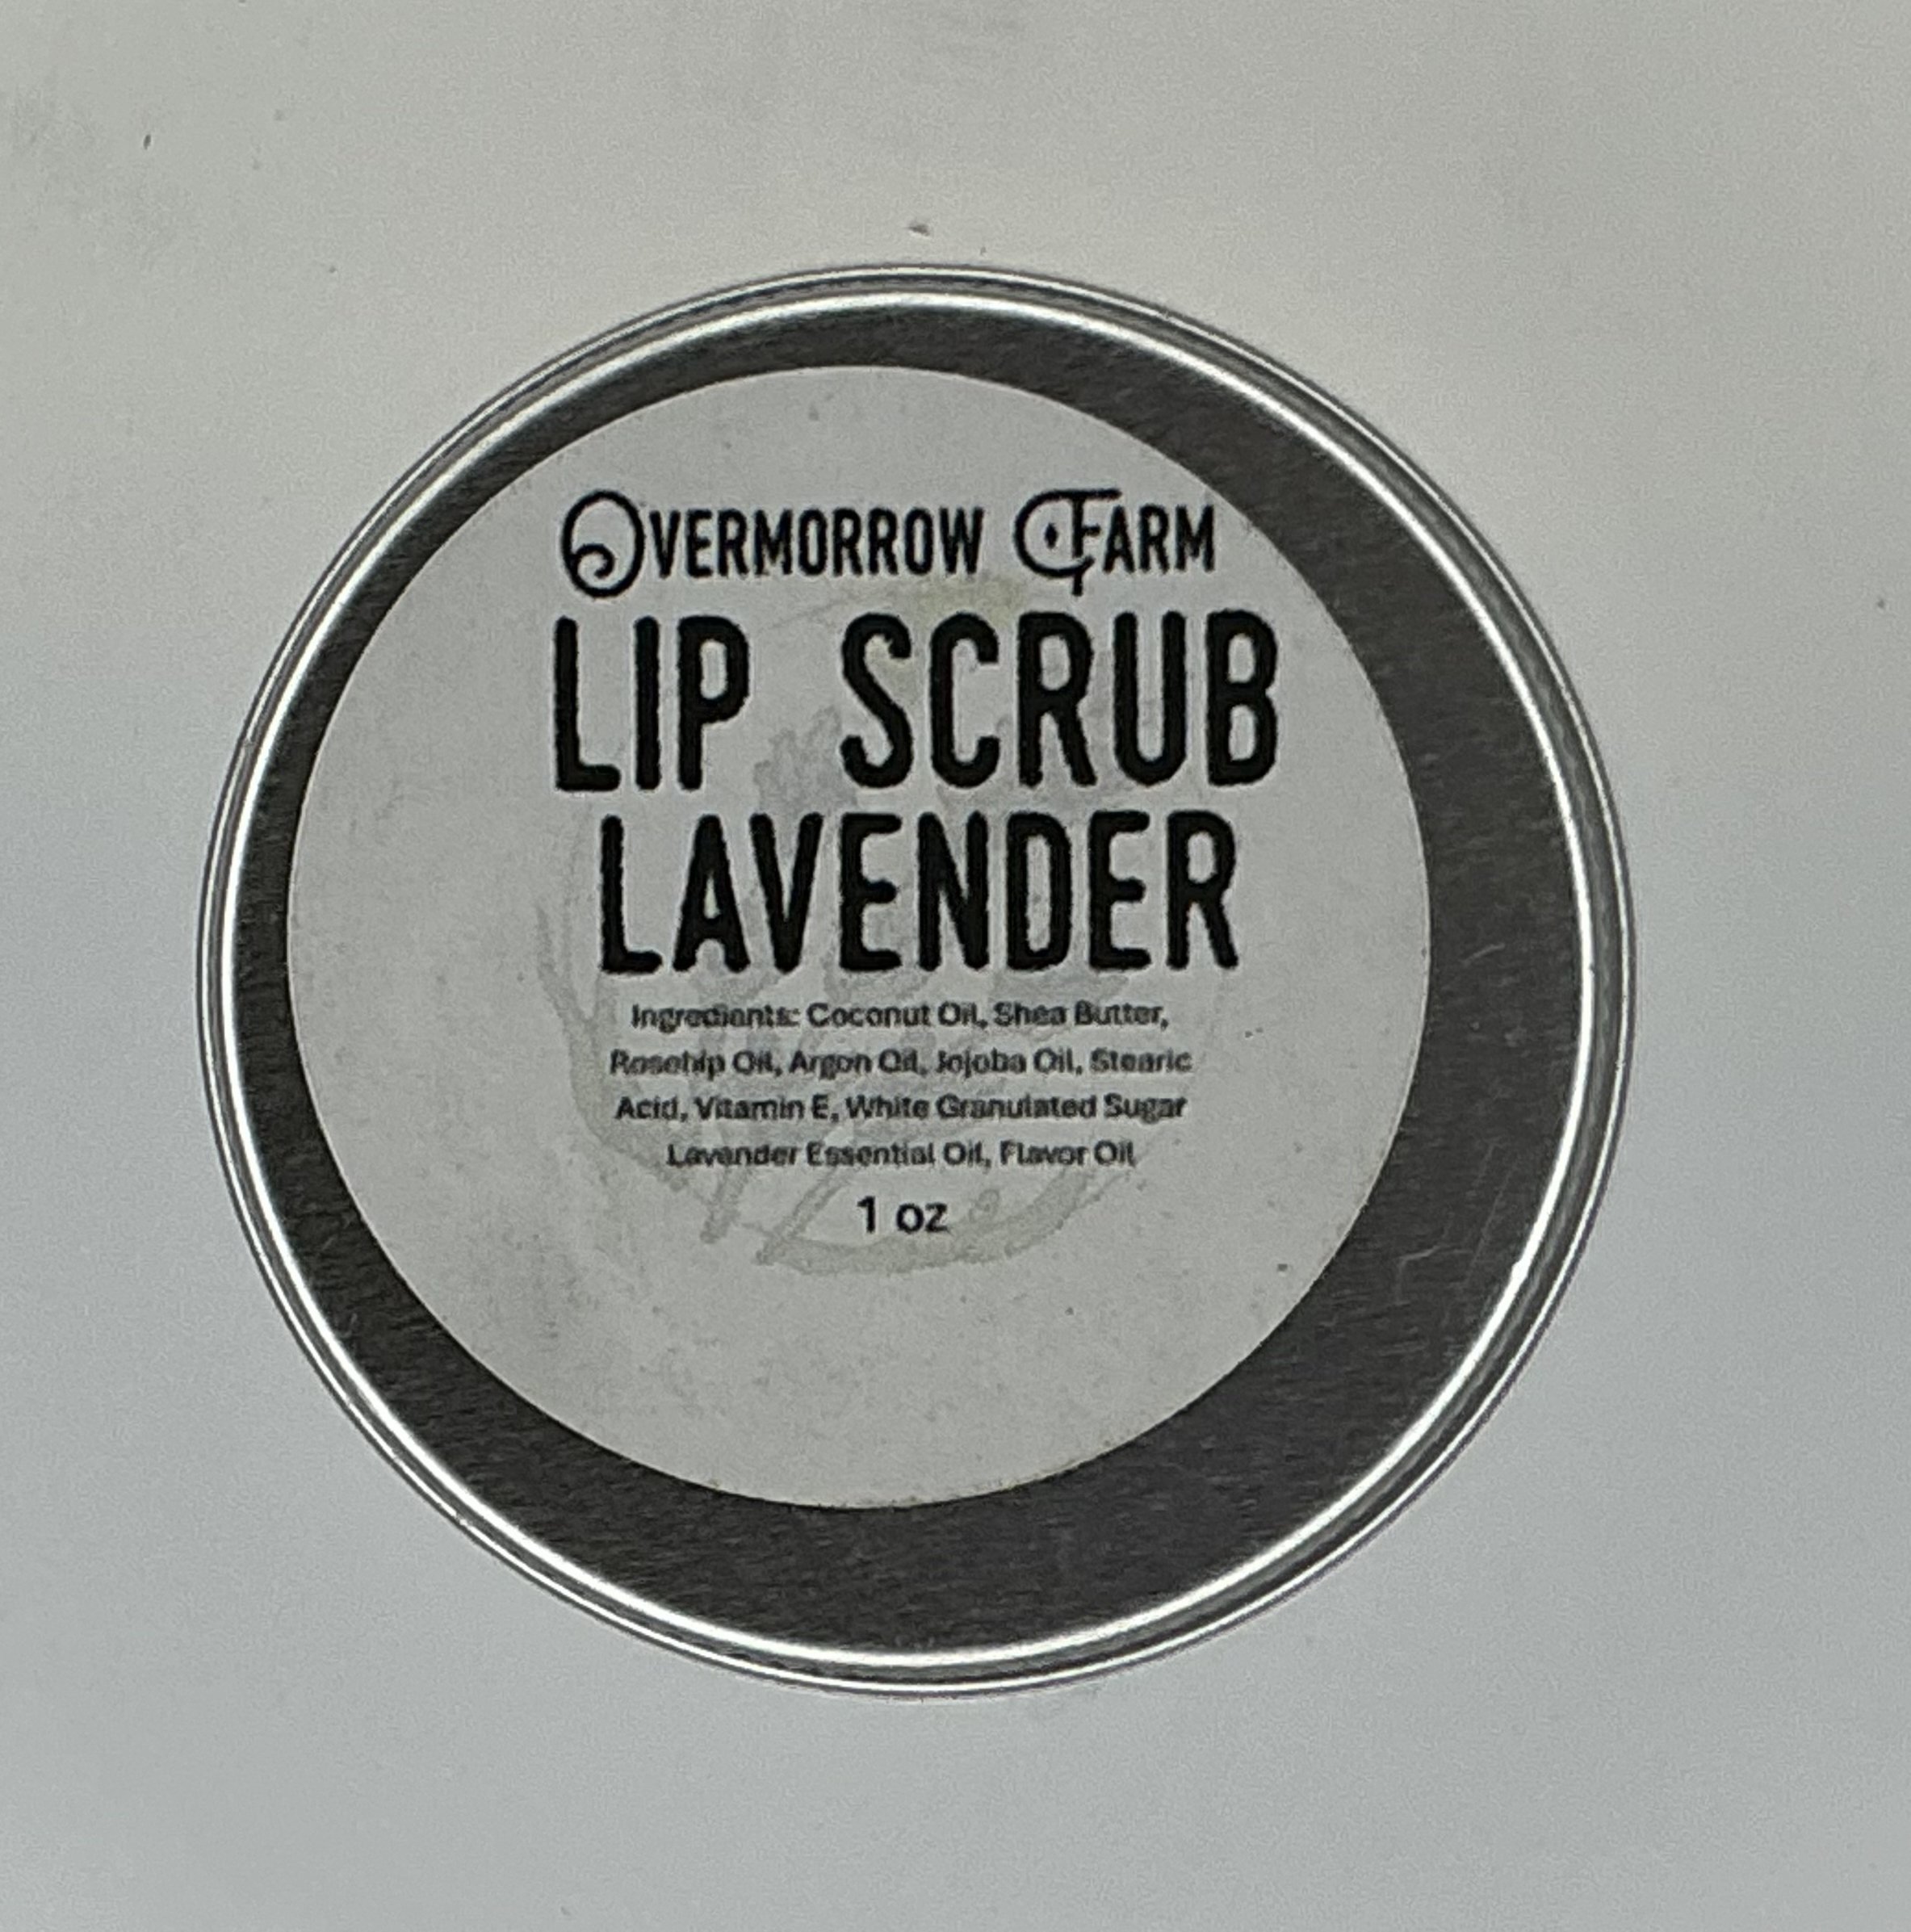 OVERMORROW FARM
LIP SCRUB
LAVENDER
Ingredients: Coconut Oil, Shea Butter,
Rosehip Oil, Argon Oil, Jojoba Oil, Stearic
Acid, Vitamin E, White Granulated Sugar
Lavender Essential Oil, Flavor Oil
1 oz